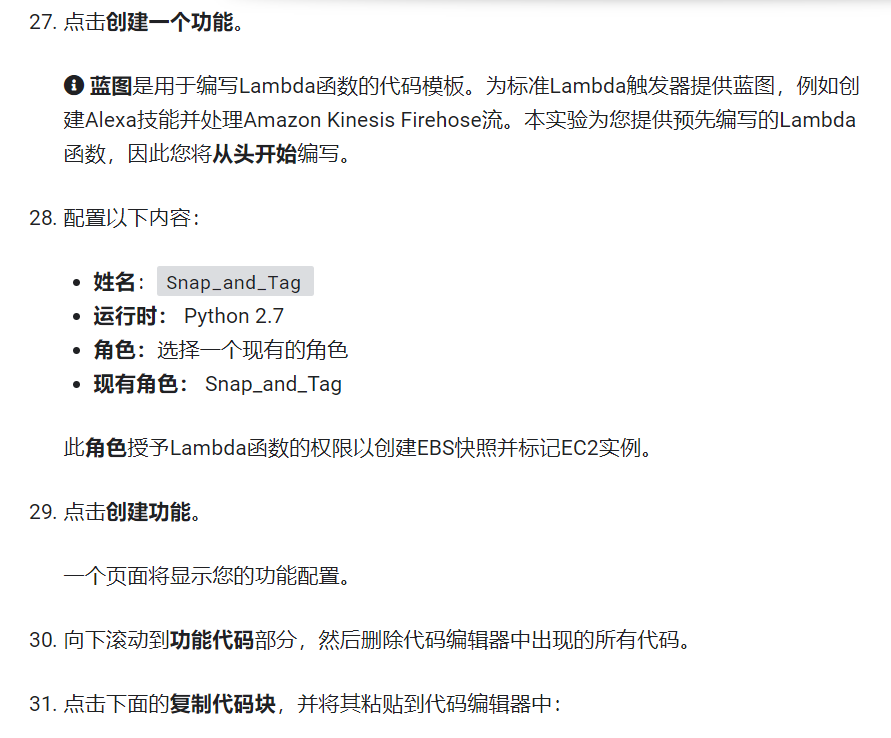 27. 点击创建一个功能。
蓝图是用于编写Lambda函数的代码模板。为标准Lambda触发器提供蓝图，例如创
建Alexa技能并处理Amazon Kinesis Firehose流。本实验为您提供预先编写的Lambda
函数，因此您将从头开始编写。
28. 配置以下内容：
• 姓名： Snap_and_Tag
• 运行时： Python 2.7
• 角色：选择一个现有的角色
• 现有角色： Snap_and_Tag
此角色授予Lambda函数的权限以创建EBS快照并标记EC2实例。
29. 点击创建功能。
一个页面将显示您的功能配置。
30. 向下滚动到功能代码部分，然后删除代码编辑器中出现的所有代码。
31. 点击下面的复制代码块，并将其粘贴到代码编辑器中：